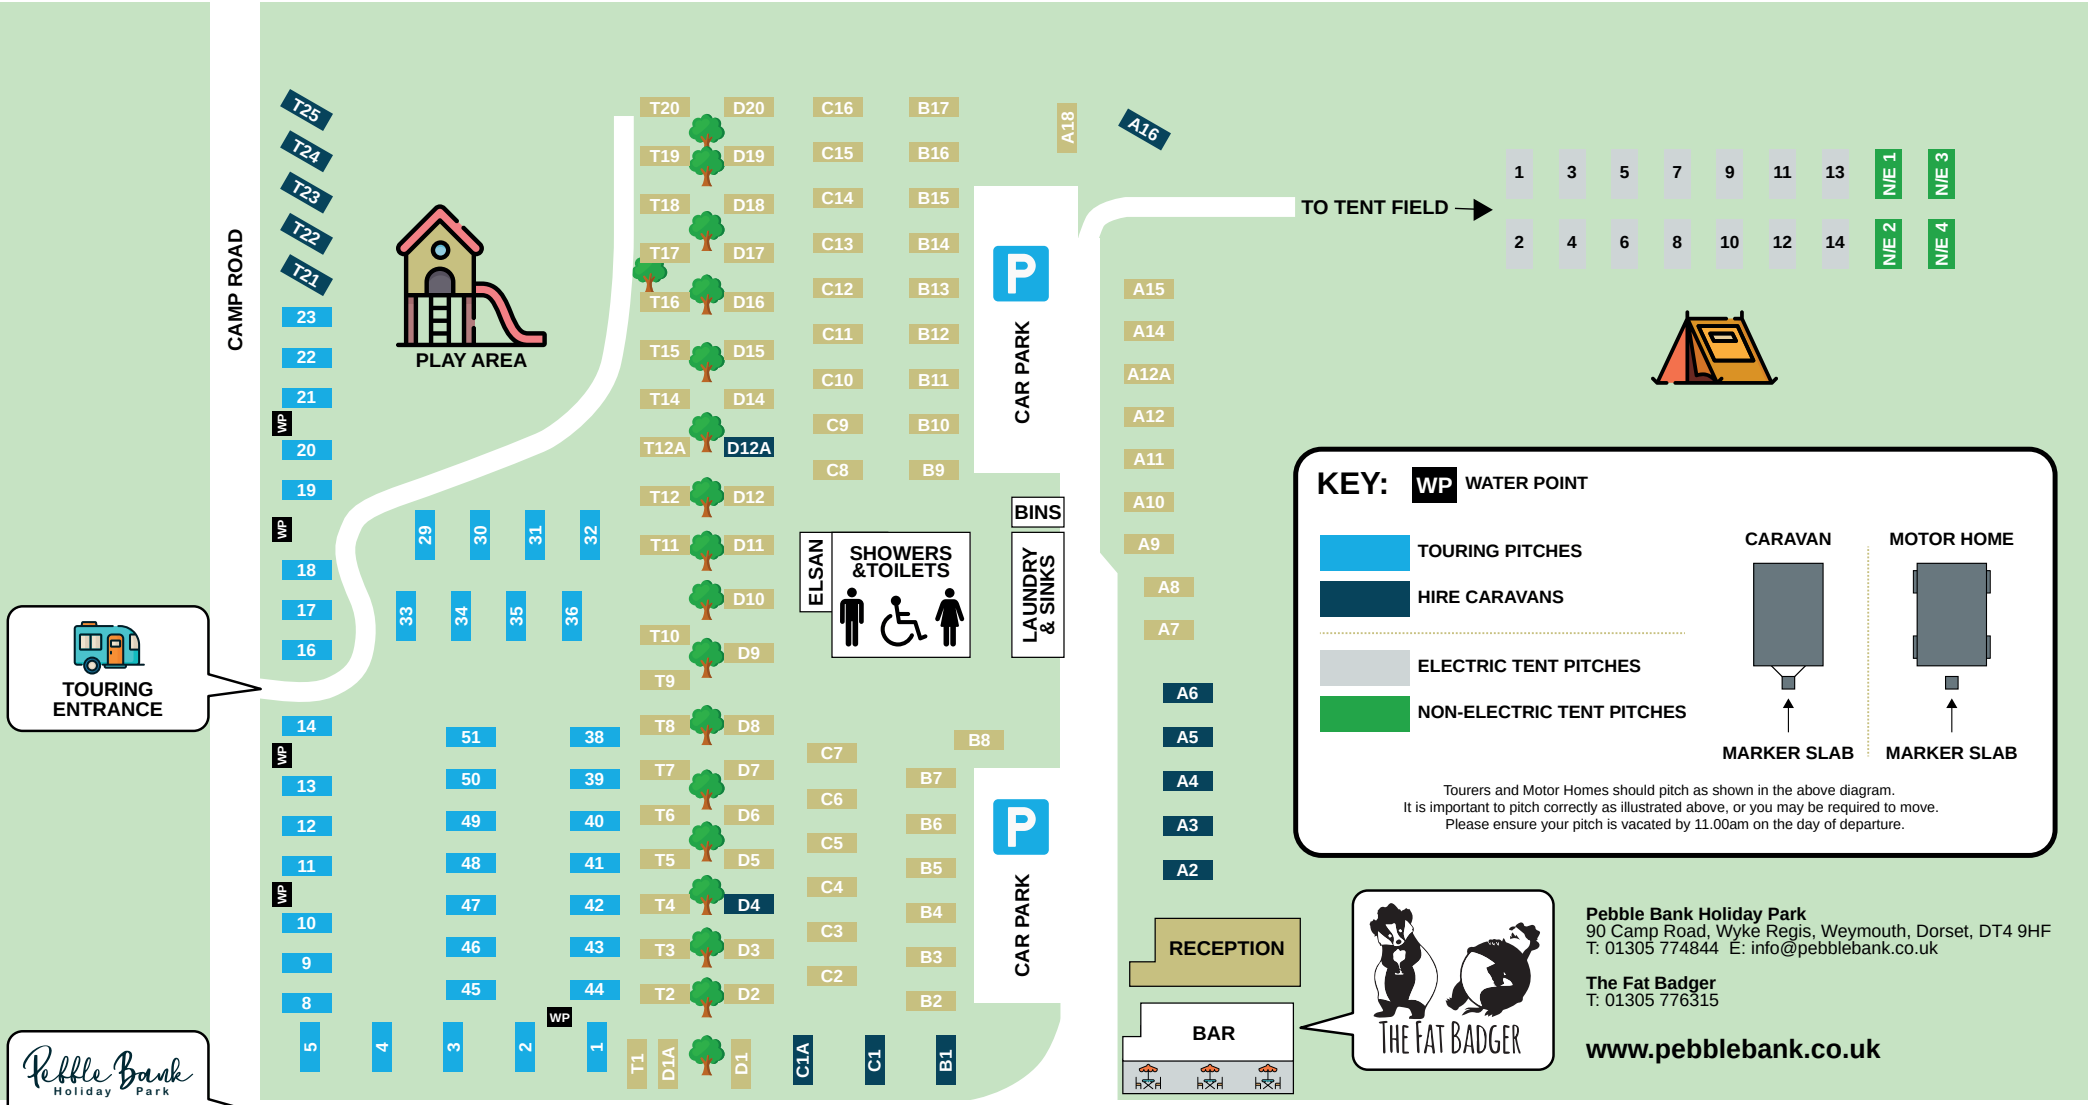 CAMP ROAD
T25
T24
T23
T22
T21
23
22
21
WP
20
19
WP
18
17
16
TOURING
ENTRANCE
14
WP
13
12
11
WP
10
9
8
5
4
3
2
WP
1
Pebble Bank
Holiday Park
PLAY AREA
29
30
31
32
33
34
35
36
51
50
49
48
47
46
45
38
39
40
41
42
43
44
T20
T19
T18
T17
T16
T15
T14
T12A
T12
T11
T10
T9
T8
T7
T6
T5
T4
T3
T2
T1
D1A
D20
D19
D18
D17
D16
D15
D14
D12A
D12
D11
D10
D9
D8
D7
D6
D5
D4
D3
D2
D1
C16
C15
C14
C13
C12
C11
C10
C9
C8
ELSAN
SHOWERS
&TOILETS
C7
C6
C5
C4
C3
C2
C1A
C1
B17
B16
B15
B14
B13
B12
B11
B10
B9
B8
B7
B6
B5
B4
B3
B2
B1
P
CAR PARK
BINS
LAUNDRY
& SINKS
P
CAR PARK
A18
A16
A15
A14
A12A
A12
A11
A10
A9
A8
A7
A6
A5
A4
A3
A2
RECEPTION
BAR
THE FAT BADGER
TO TENT FIELD
1
3
5
7
9
11
13
N/E 1
N/E 3
2
4
6
8
10
12
14
N/E 2
N/E 4
KEY:
WP WATER POINT
TOURING PITCHES
HIRE CARAVANS
ELECTRIC TENT PITCHES
NON-ELECTRIC TENT PITCHES
CARAVAN
MARKER SLAB
MOTOR HOME
MARKER SLAB
Tourers and Motor Homes should pitch as shown in the above diagram.
It is important to pitch correctly as illustrated above, or you may be required to move.
Please ensure your pitch is vacated by 11.00am on the day of departure.
Pebble Bank Holiday Park
90 Camp Road, Wyke Regis, Weymouth, Dorset, DT4 9HF
T: 01305 774844 E: info@pebblebank.co.uk
The Fat Badger
T: 01305 776315
www.pebblebank.co.uk